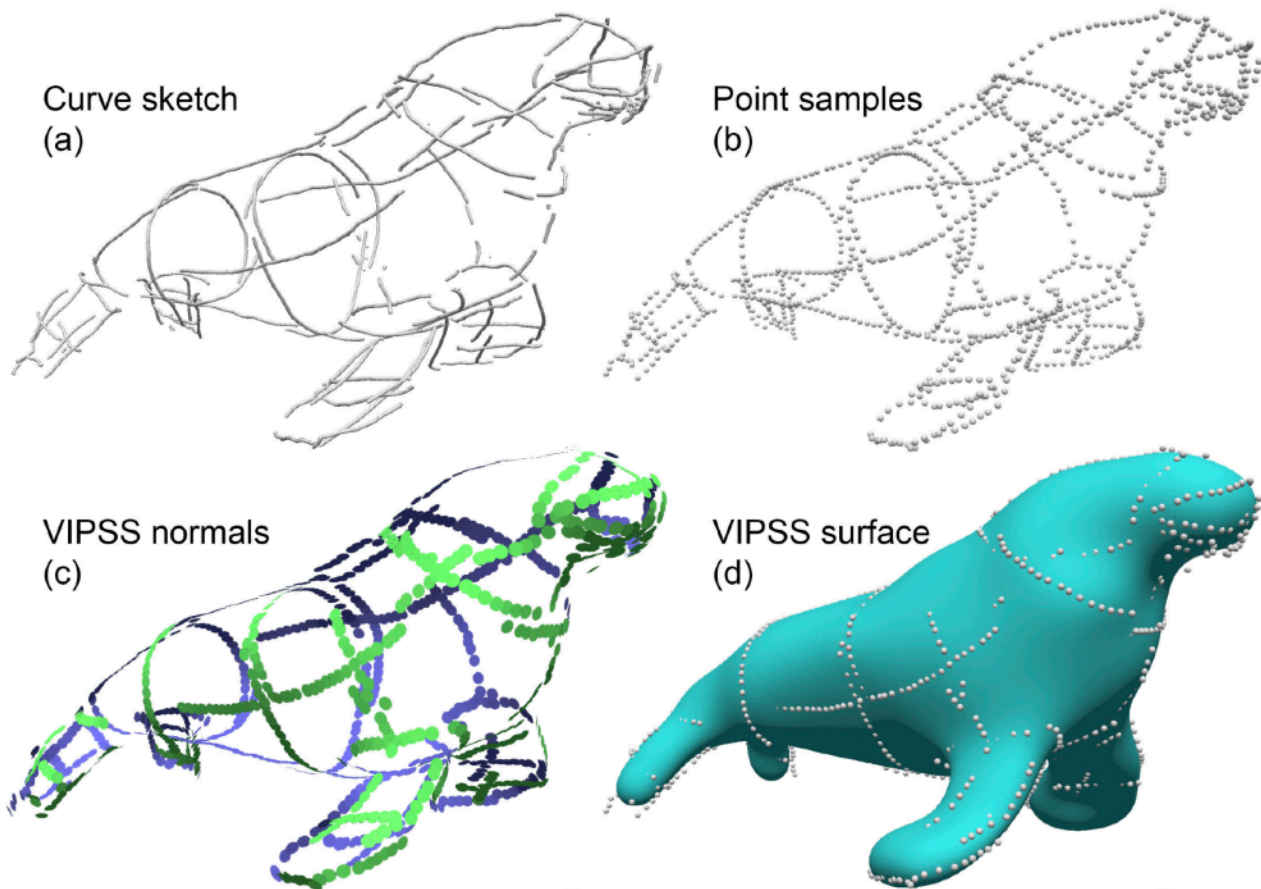 Curve sketch
(a)
Point samples
(b)
VIPSS normals
(c)
VIPSS surface
(d)